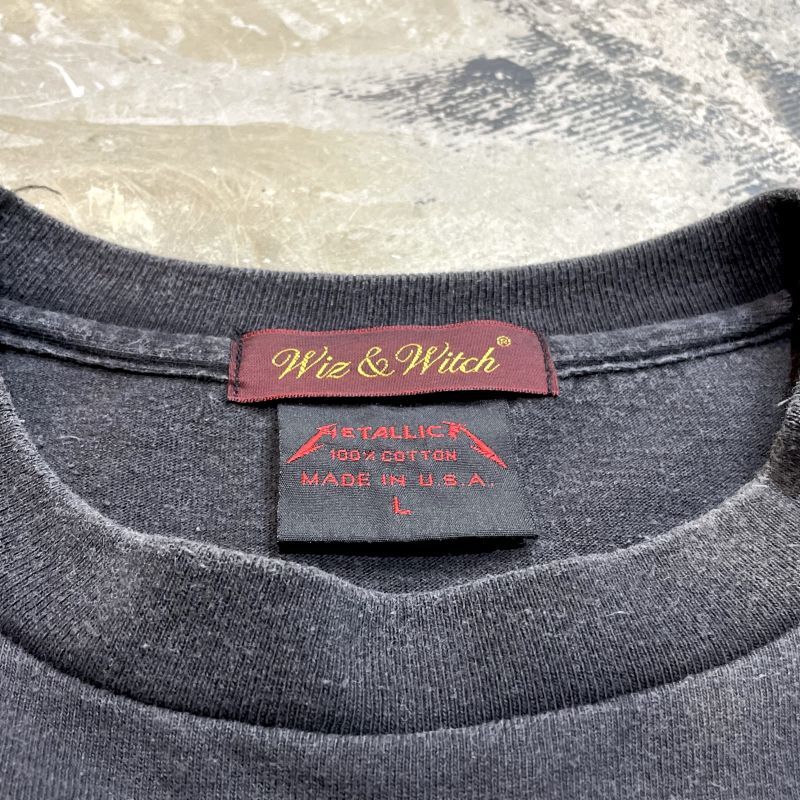 Wiz & Witch®
METALLICA
100% COTTON
MADE IN U.S.A.
L